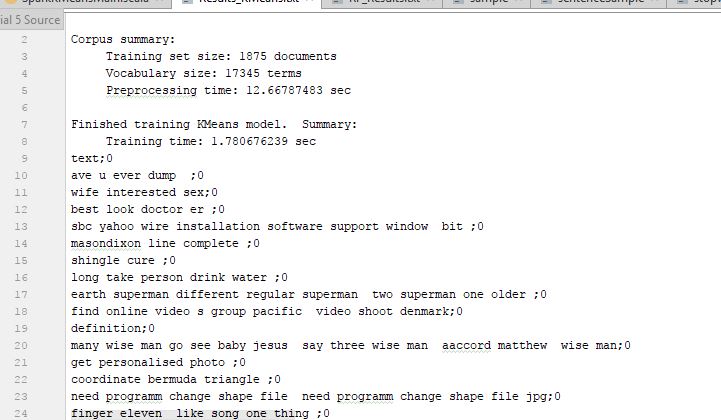 Results_KMeans.txt
sample
sentenceSample
ial 5 Source
2 Corpus summary:
3 Training set size: 1875 documents
4 Vocabulary size: 17345 terms
5 Preprocessing time: 12.66787483 sec
6
7 Finished training KMeans model.  Summary:
8 Training time: 1.780676239 sec
9 text;0
10 ave u ever dump  ;0
11 wife interested sex;0
12 best look doctor er ;0
13 sbc yahoo wire installation software support window  bit ;0
14 masondixon line complete ;0
15 shingle cure ;0
16 long take person drink water ;0
17 earth superman different regular superman  two superman one older ;0
18 find online video s group pacific  video shoot denmark;0
19 definition;0
20 many wise man go see baby jesus  say three wise man  aaccord matthew  wise man;0
21 get personalised photo ;0
22 coordinate bermuda triangle ;0
23 need programm change shape file  need programm change shape file jpg;0
24 finger eleven  like song one thing ;0